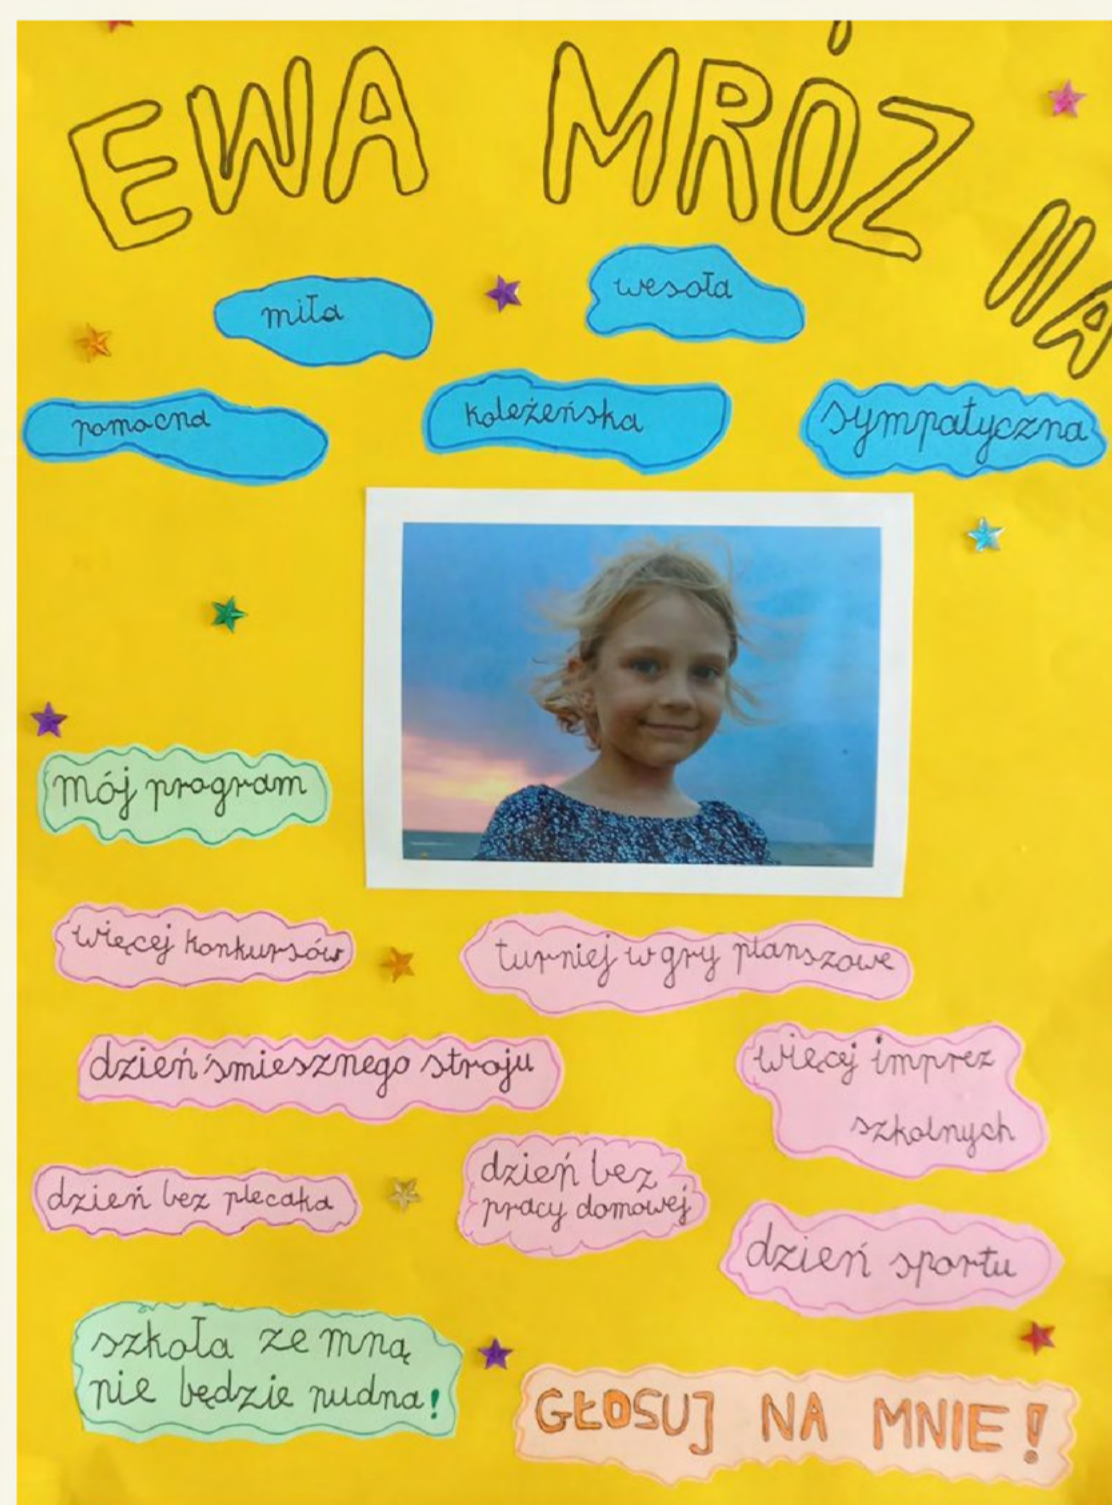 EWA MRÓZ
NA
miła
wesoła
pomocna
koleżeńska
sympatyczna
mój program
więcej konkursów
turniej w gry planszowe
dzień śmiesznego stroju
więcej imprez
szkolnych
dzień bez plecaka
dzień bez
pracy domowej
dzień sportu
szkoła ze mną
nie będzie nudna!
GŁOSUJ NA MNIE!